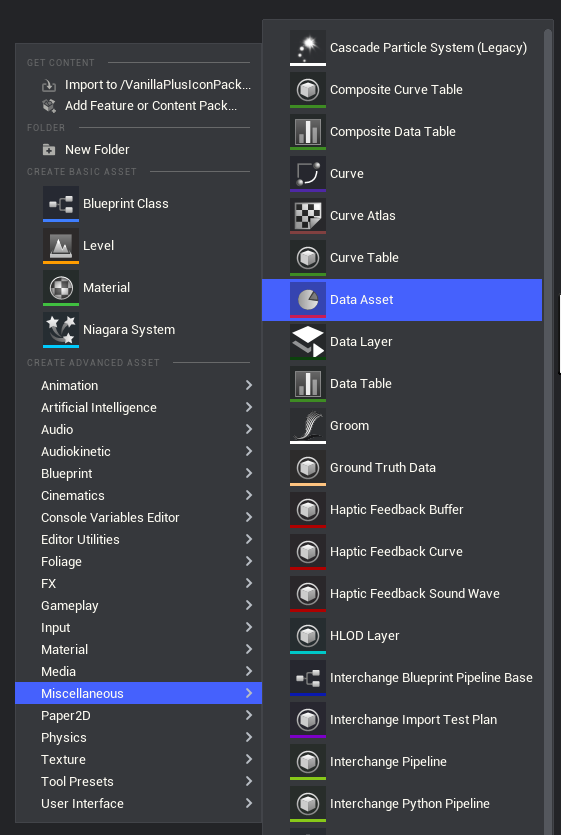 GET CONTENT
Import to /VanillaPlusIconPack...
Add Feature or Content Pack...
FOLDER
New Folder
CREATE BASIC ASSET
Blueprint Class
Level
Material
Niagara System
CREATE ADVANCED ASSET
Animation
Artificial Intelligence
Audio
Audiokinetic
Blueprint
Cinematics
Console Variables Editor
Editor Utilities
Foliage
FX
Gameplay
Input
Material
Media
Miscellaneous
Paper2D
Physics
Texture
Tool Presets
User Interface
Cascade Particle System (Legacy)
Composite Curve Table
Composite Data Table
Curve
Curve Atlas
Curve Table
Data Asset
Data Layer
Data Table
Groom
Ground Truth Data
Haptic Feedback Buffer
Haptic Feedback Curve
Haptic Feedback Sound Wave
HLOD Layer
Interchange Blueprint Pipeline Base
Interchange Import Test Plan
Interchange Pipeline
Interchange Python Pipeline